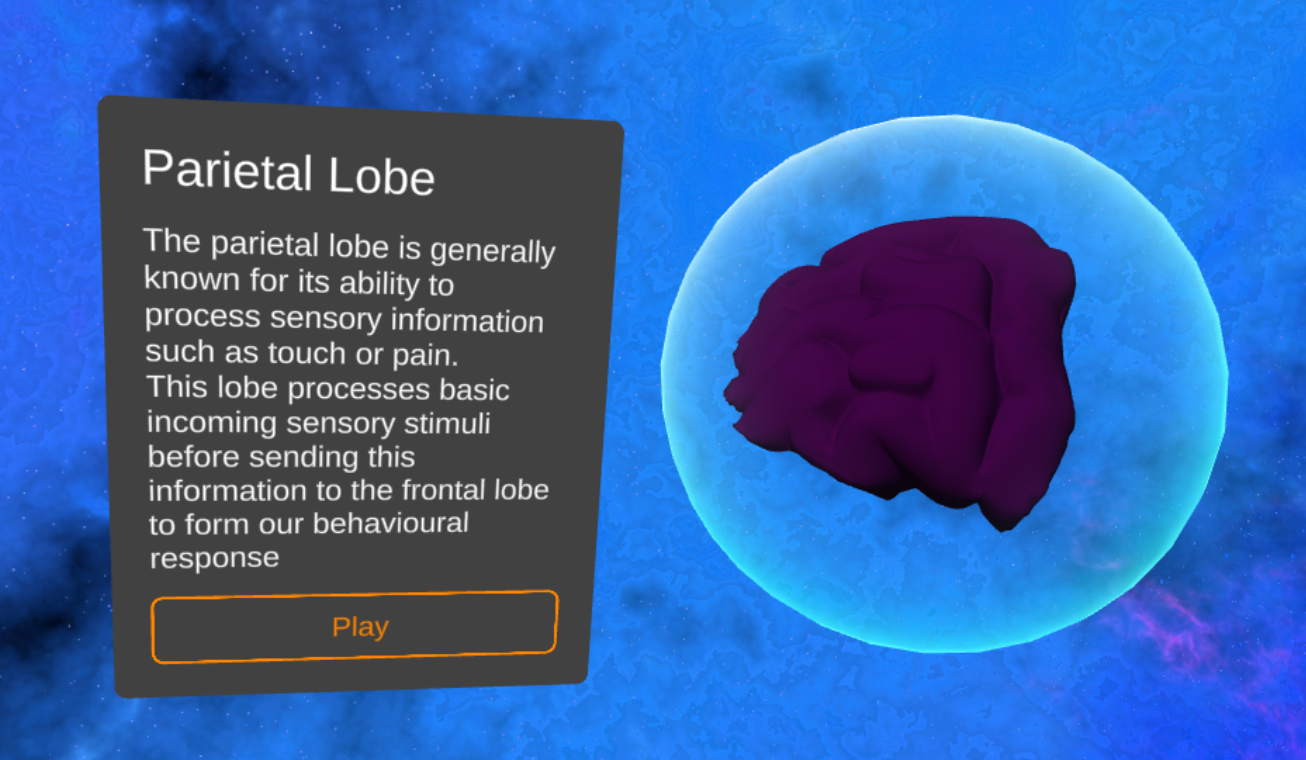 Parietal Lobe
The parietal lobe is generally
known for its ability to
process sensory information
such as touch or pain.
This lobe processes basic
incoming sensory stimuli
before sending this
information to the frontal lobe
to form our behavioural
response
Play